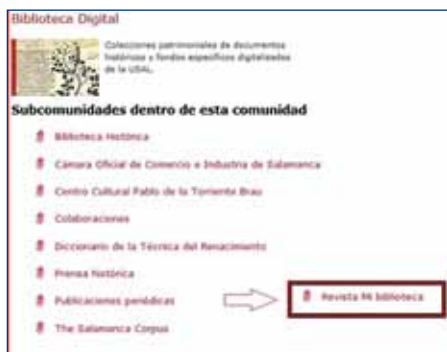 Biblioteca Digital
Colecciones patrimoniales de documentos
históricos y fondos específicos digitalizados
de la USAL.
Subcomunidades dentro de esta comunidad
Biblioteca Histórica
Cámara Oficial de Comercio e Industria de Salamanca
Centro Cultural Pablo de la Torriente Brau
Colaboraciones
Diccionario de la Técnica del Renacimiento
Prensa histórica
Publicaciones periódicas
Revista Mi biblioteca
The Salamanca Corpus